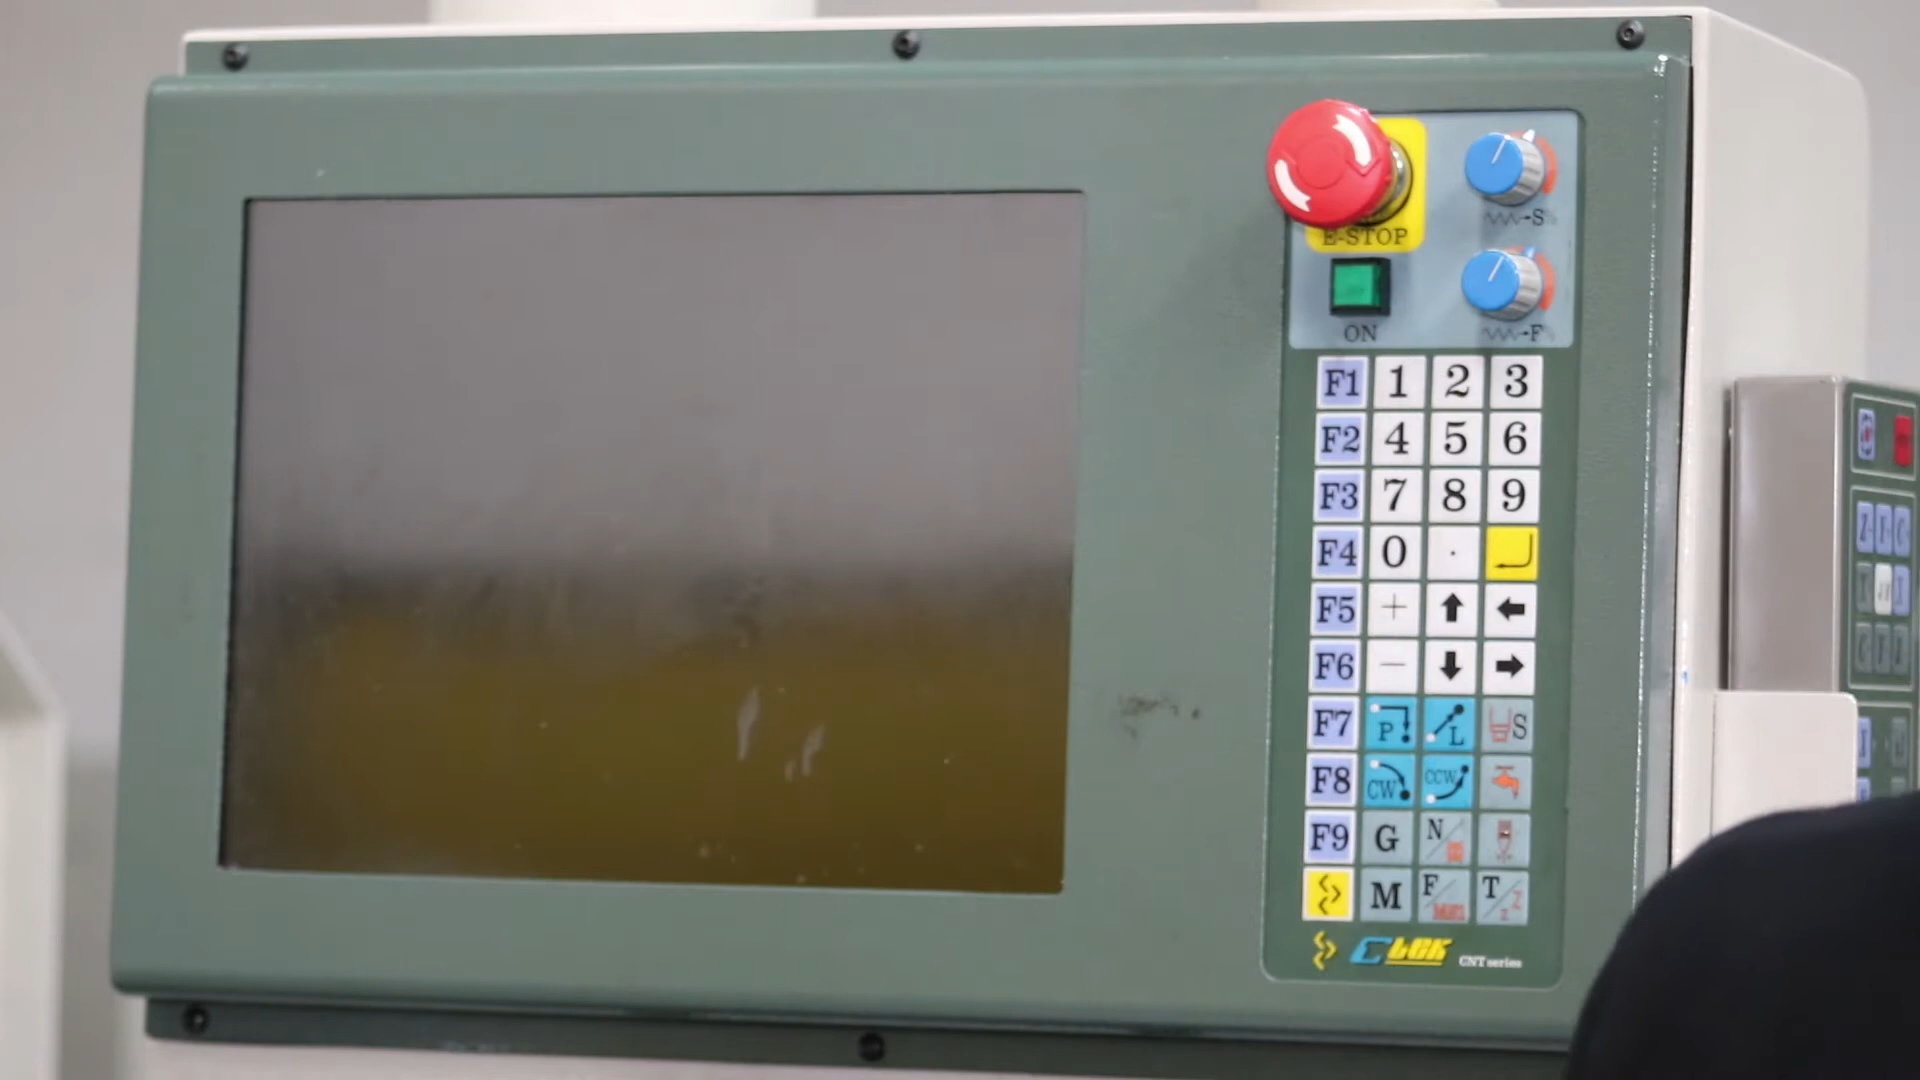 E-STOP
S
ON
F
F1 1 2 3
F2 4 5 6
F3 7 8 9
F4 0 .
F5 +
F6 −
F7 P L S
F8 CW CCW
F9 G N
M F T Z
CNT series